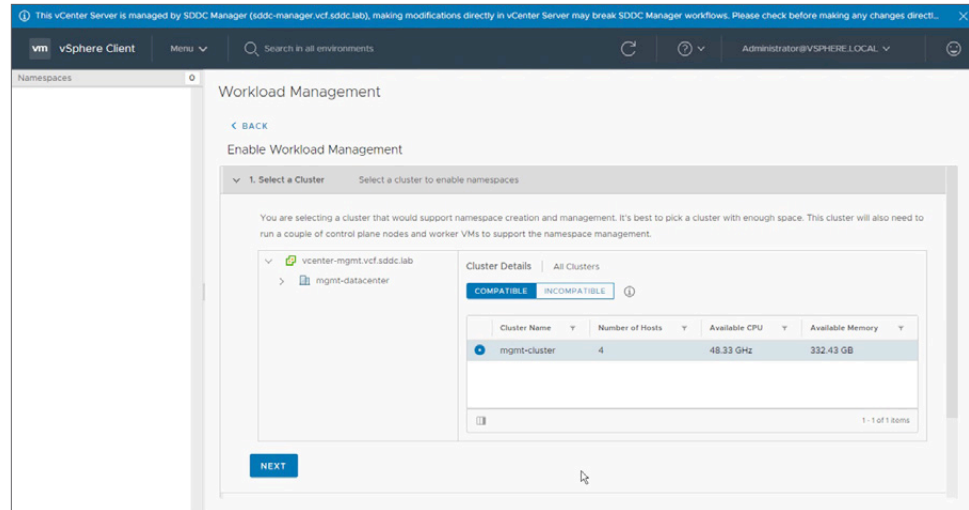 This vCenter Server is managed by SDDC Manager (sddc-manager.vcf.sddc.lab), making modifications directly in vCenter Server may break SDDC Manager workflows. Please check before making any changes directl...
vm vSphere Client Menu Search in all environments Administrator@VSPHERE.LOCAL
Namespaces 0
Workload Management
BACK
Enable Workload Management
1. Select a Cluster Select a cluster to enable namespaces
You are selecting a cluster that would support namespace creation and management. It's best to pick a cluster with enough space. This cluster will also need to
run a couple of control plane nodes and worker VMs to support the namespace management.
vcenter-mgmt.vcf.sddc.lab
mgmt-datacenter
Cluster Details All Clusters
COMPATIBLE INCOMPATIBLE
Cluster Name Number of Hosts Available CPU Available Memory
mgmt-cluster 4 48.33 GHz 332.43 GB
1 - 1 of 1 items
NEXT